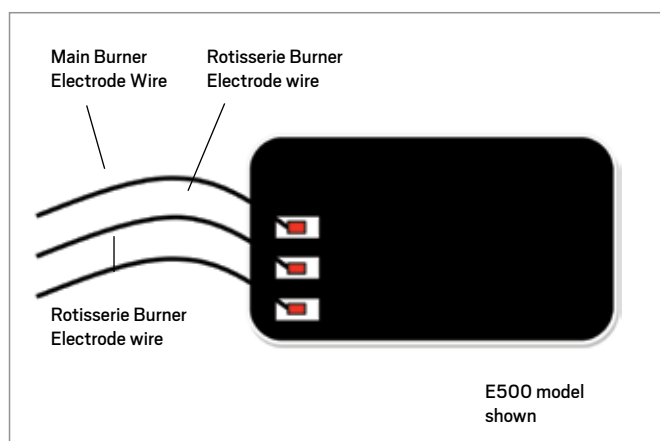 Main Burner
Electrode Wire
Rotisserie Burner
Electrode wire
Rotisserie Burner
Electrode wire
E500 model
shown